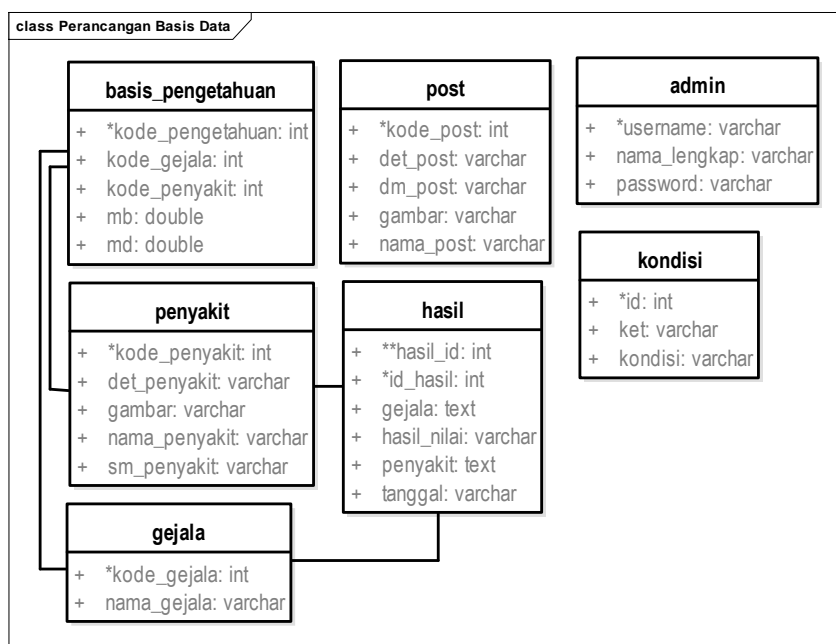 class Perancangan Basis Data
basis_pengetahuan
+ *kode_pengetahuan: int
+ kode_gejala: int
+ kode_penyakit: int
+ mb: double
+ md: double
post
+ *kode_post: int
+ det_post: varchar
+ dm_post: varchar
+ gambar: varchar
+ nama_post: varchar
admin
+ *username: varchar
+ nama_lengkap: varchar
+ password: varchar
kondisi
+ *id: int
+ ket: varchar
+ kondisi: varchar
penyakit
+ *kode_penyakit: int
+ det_penyakit: varchar
+ gambar: varchar
+ nama_penyakit: varchar
+ sm_penyakit: varchar
hasil
+ **hasil_id: int
+ *id_hasil: int
+ gejala: text
+ hasil_nilai: varchar
+ penyakit: text
+ tanggal: varchar
gejala
+ *kode_gejala: int
+ nama_gejala: varchar